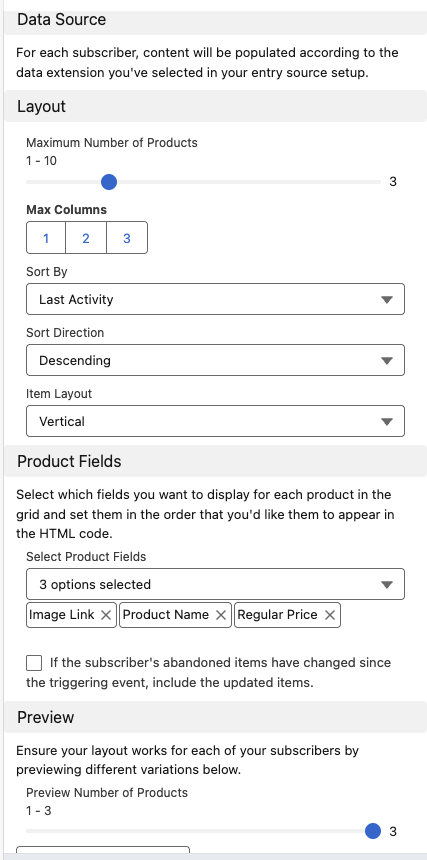 Data Source
For each subscriber, content will be populated according to the
data extension you've selected in your entry source setup.
Layout
Maximum Number of Products
1 - 10
3
Max Columns
1 2 3
Sort By
Last Activity
Sort Direction
Descending
Item Layout
Vertical
Product Fields
Select which fields you want to display for each product in the
grid and set them in the order that you'd like them to appear in
the HTML code.
Select Product Fields
3 options selected
Image Link × Product Name × Regular Price ×
If the subscriber's abandoned items have changed since
the triggering event, include the updated items.
Preview
Ensure your layout works for each of your subscribers by
previewing different variations below.
Preview Number of Products
1 - 3
3